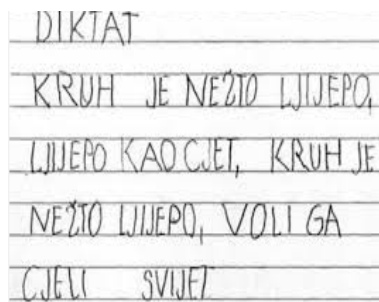 DIKTAT
KRUH JE NEŽTO LJIJEPO,
LJIJEPO KAO CJET, KRUH JE
NEŽTO LJIJEPO, VOLI GA
CJELI SVIJET